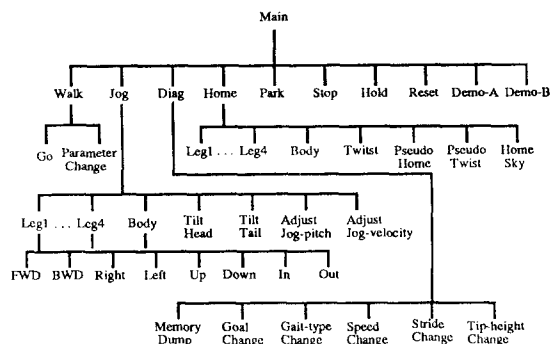 Main
Walk Jog Diag Home Park Stop Hold Reset Demo-A Demo-B
Go Parameter Change
Leg1 ... Leg4 Body Twitst Pseudo Home Pseudo Twist Home Sky
Leg1 ... Leg4 Body Tilt Head Tilt Tail Adjust Jog-pitch Adjust Jog-velocity
FWD BWD Right Left Up Down In Out
Memory Dump Goal Change Gait-type Change Speed Change Stride Change Tip-height Change